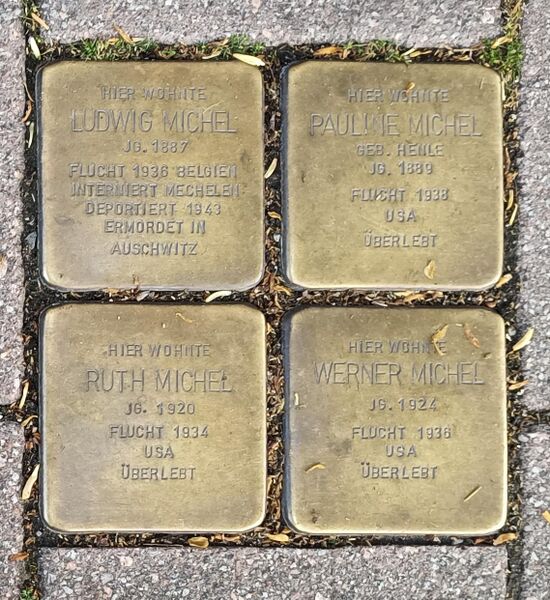 HIER WOHNTE
LUDWIG MICHEL
JG. 1887
FLUCHT 1936 BELGIEN
INTERNIERT MECHELEN
DEPORTIERT 1943
ERMORDET IN
AUSCHWITZ
HIER WOHNTE
PAULINE MICHEL
GEB. HENLE
JG. 1889
FLUCHT 1938
USA
ÜBERLEBT
HIER WOHNTE
RUTH MICHEL
JG. 1920
FLUCHT 1934
USA
ÜBERLEBT
HIER WOHNTE
WERNER MICHEL
JG. 1924
FLUCHT 1936
USA
ÜBERLEBT